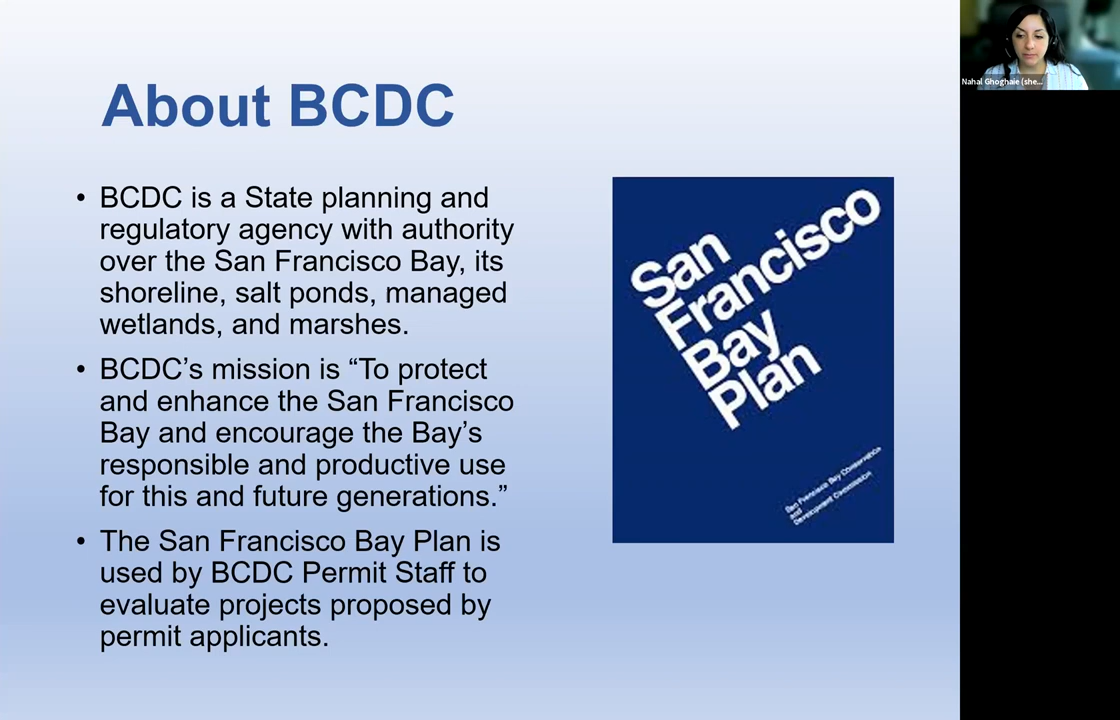 About BCDC
• BCDC is a State planning and
regulatory agency with authority
over the San Francisco Bay, its
shoreline, salt ponds, managed
wetlands, and marshes.
• BCDC’s mission is “To protect
and enhance the San Francisco
Bay and encourage the Bay’s
responsible and productive use
for this and future generations.”
• The San Francisco Bay Plan is
used by BCDC Permit Staff to
evaluate projects proposed by
permit applicants.
San
Francisco
Bay
Plan
San Francisco Bay Conservation
and
Development Commission
Nahal Ghoghaie (she...